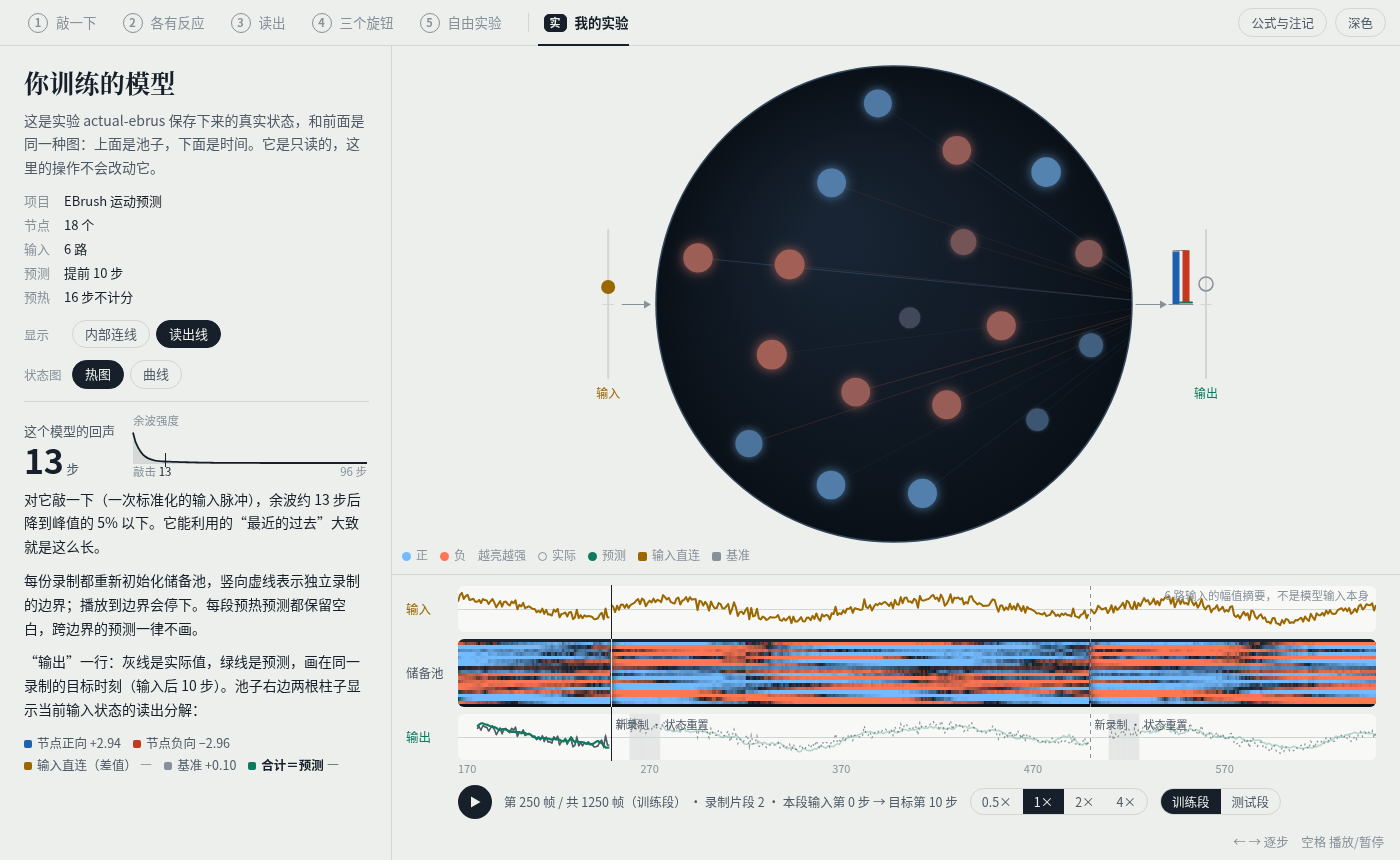 1 敲一下 2 各有反应 3 读出 4 三个旋钮 5 自由实验 实 我的实验 公式与注记 深色
你训练的模型
这是实验 actual-ebrus 保存下来的真实状态，和前面是
同一种图：上面是池子，下面是时间。它是只读的，这
里的操作不会改动它。
项目 EBrush 运动预测
节点 18 个
输入 6 路
预测 提前 10 步
预热 16 步不计分
显示 内部连线 读出线
状态图 热图 曲线
这个模型的回声
13 步
余波强度
敲击 13 96 步
对它敲一下（一次标准化的输入脉冲），余波约 13 步后
降到峰值的 5% 以下。它能利用的“最近的过去”大致
就是这么长。
每份录制都重新初始化储备池，竖向虚线表示独立录制
的边界；播放到边界会停下。每段预热预测都保留空
白，跨边界的预测一律不画。
“输出”一行：灰线是实际值，绿线是预测，画在同一
录制的目标时刻（输入后 10 步）。池子右边两根柱子显
示当前输入状态的读出分解：
节点正向 +2.94 节点负向 −2.96
输入直连（差值） — 基准 +0.10 合计＝预测 —
输入
输出
正 负 越亮越强 实际 预测 输入直连 基准
输入
6 路输入的幅值摘要，不是模型输入本身
储备池
输出
新录制 · 状态重置 新录制 · 状态重置
170 270 370 470 570
第 250 帧 / 共 1250 帧（训练段） · 录制片段 2 · 本段输入第 0 步 → 目标第 10 步 0.5× 1× 2× 4× 训练段 测试段
← → 逐步 空格 播放/暂停